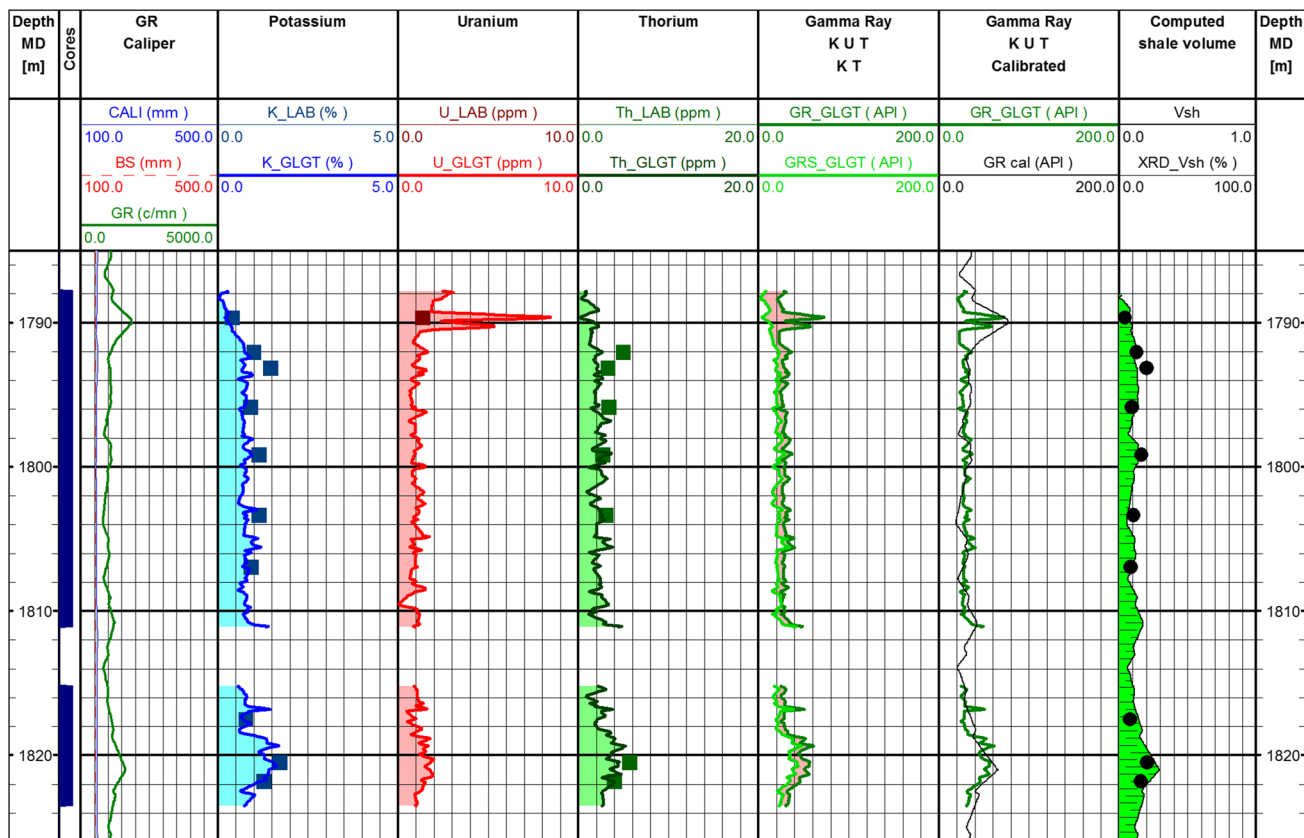 Depth MD [m]
Cores
GR Caliper
Potassium
Uranium
Thorium
Gamma Ray K U T K T
Gamma Ray K U T Calibrated
Computed shale volume
Depth MD [m]
CALI (mm )
100.0 500.0
BS (mm)
100.0 500.0
GR (c/mn )
0.0 5000.0
K_LAB (% )
0.0 5.0
K_GLGT (% )
0.0 5.0
U_LAB (ppm )
0.0 10.0
U_GLGT (ppm )
0.0 10.0
Th_LAB (ppm )
0.0 20.0
Th_GLGT (ppm )
0.0 20.0
GR_GLGT ( API )
0.0 200.0
GRS_GLGT ( API )
0.0 200.0
GR_GLGT ( API )
0.0 200.0
GR cal (API )
0.0 200.0
Vsh
0.0 1.0
XRD_Vsh (% )
0.0 100.0
1790 1790
1800 1800
1810 1810
1820 1820